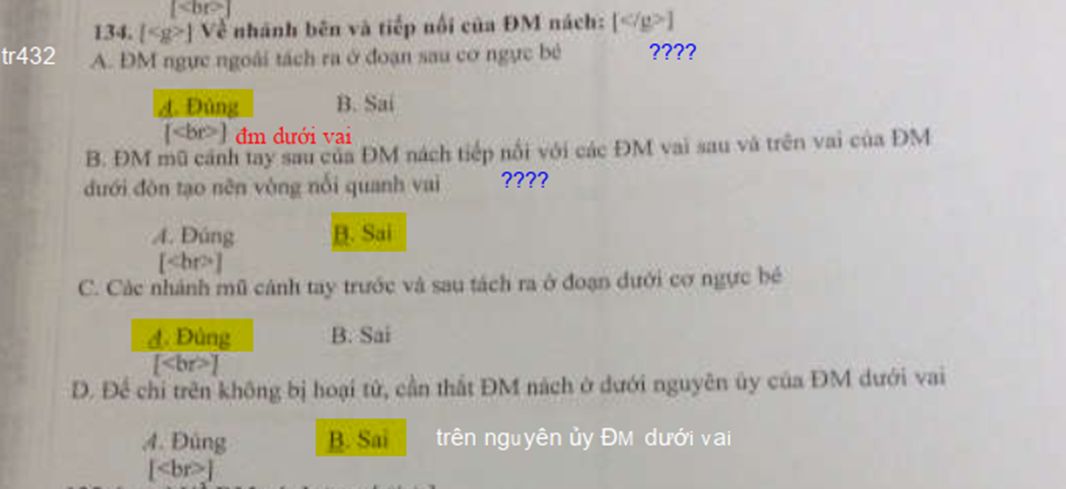 [<br>]
134. [<g>] Về nhánh bên và tiếp nối của ĐM nách: [</g>]
tr432 A. ĐM ngực ngoài tách ra ở đoạn sau cơ ngực bé ????
A. Đúng B. Sai
[<br>] đm dưới vai
B. ĐM mũ cánh tay sau của ĐM nách tiếp nối với các ĐM vai sau và trên vai của ĐM
dưới đòn tạo nên vòng nối quanh vai ????
A. Đúng B. Sai
[<br>]
C. Các nhánh mũ cánh tay trước và sau tách ra ở đoạn dưới cơ ngực bé
A. Đúng B. Sai
[<br>]
D. Để chi trên không bị hoại tử, cần thắt ĐM nách ở dưới nguyên ủy của ĐM dưới vai
A. Đúng B. Sai trên nguyên ủy ĐM dưới vai
[<br>]